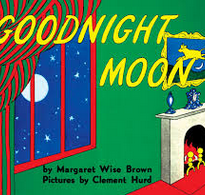 GOODNIGHT
MOON
by Margaret Wise Brown
Pictures by Clement Hurd